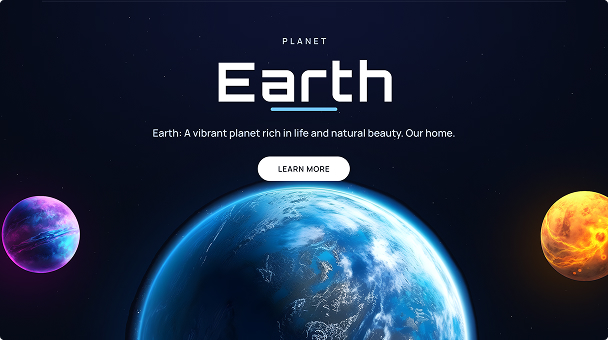 PLANET
Earth
Earth: A vibrant planet rich in life and natural beauty. Our home.
LEARN MORE